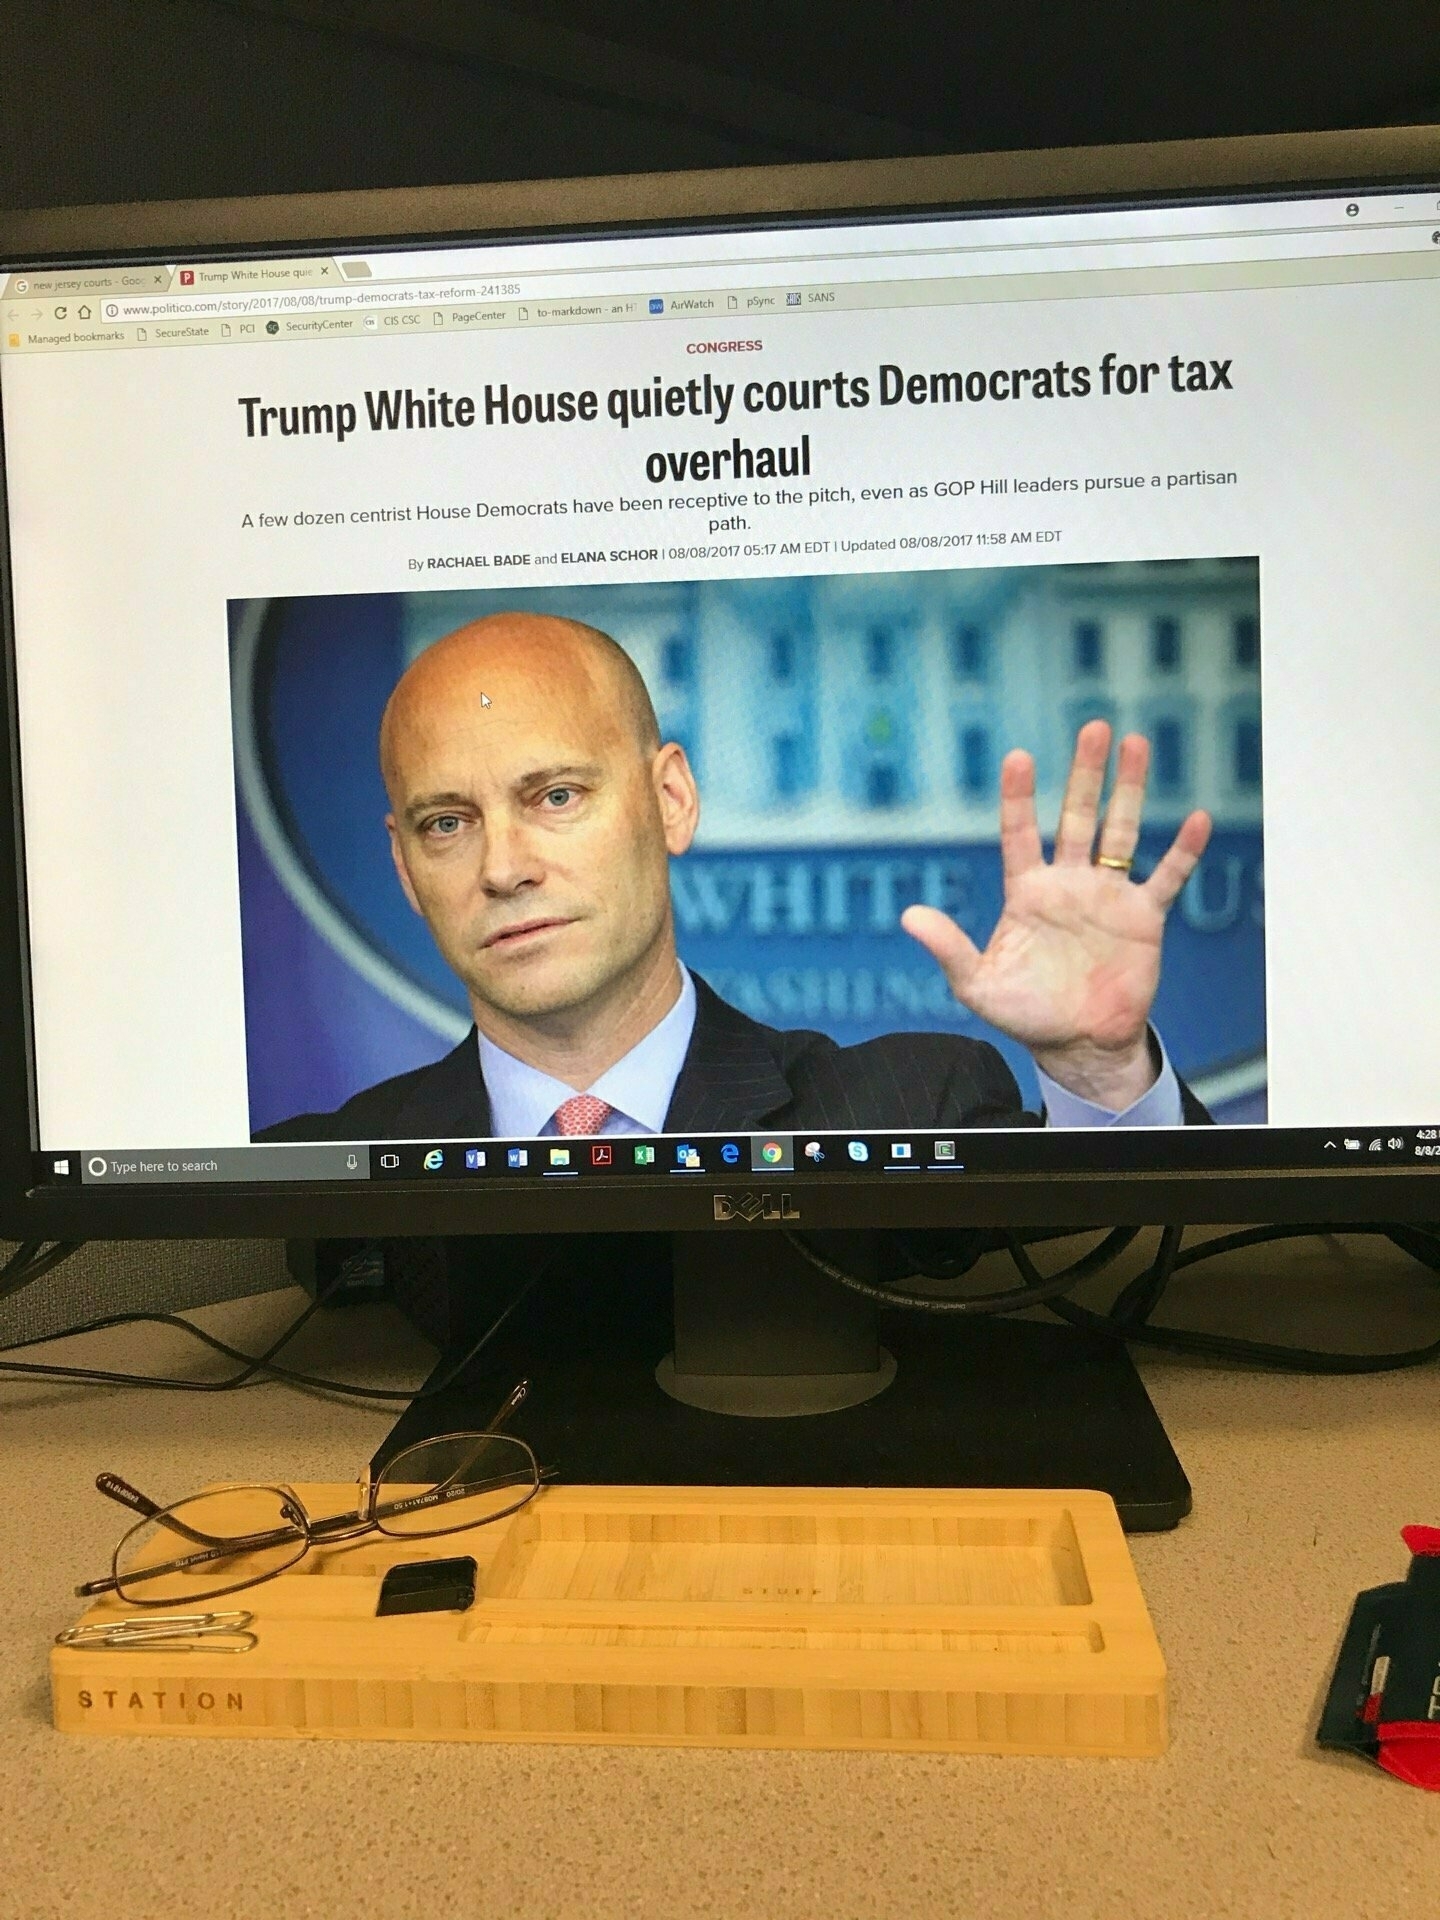 new jersey courts - Goo
Trump White House quie
www.politico.com/story/2017/08/08/trump-democrats-tax-reform-241385
Managed bookmarks SecureState PCI SecurityCenter CIS CSC PageCenter to-markdown - an HT AirWatch pSync SANS
CONGRESS
Trump White House quietly courts Democrats for tax
overhaul
A few dozen centrist House Democrats have been receptive to the pitch, even as GOP Hill leaders pursue a partisan
path.
By RACHAEL BADE and ELANA SCHOR | 08/08/2017 05:17 AM EDT | Updated 08/08/2017 11:58 AM EDT
WHITE
US
WASHING
Type here to search
4:28
8/8/2
DELL
STUFF
STATION